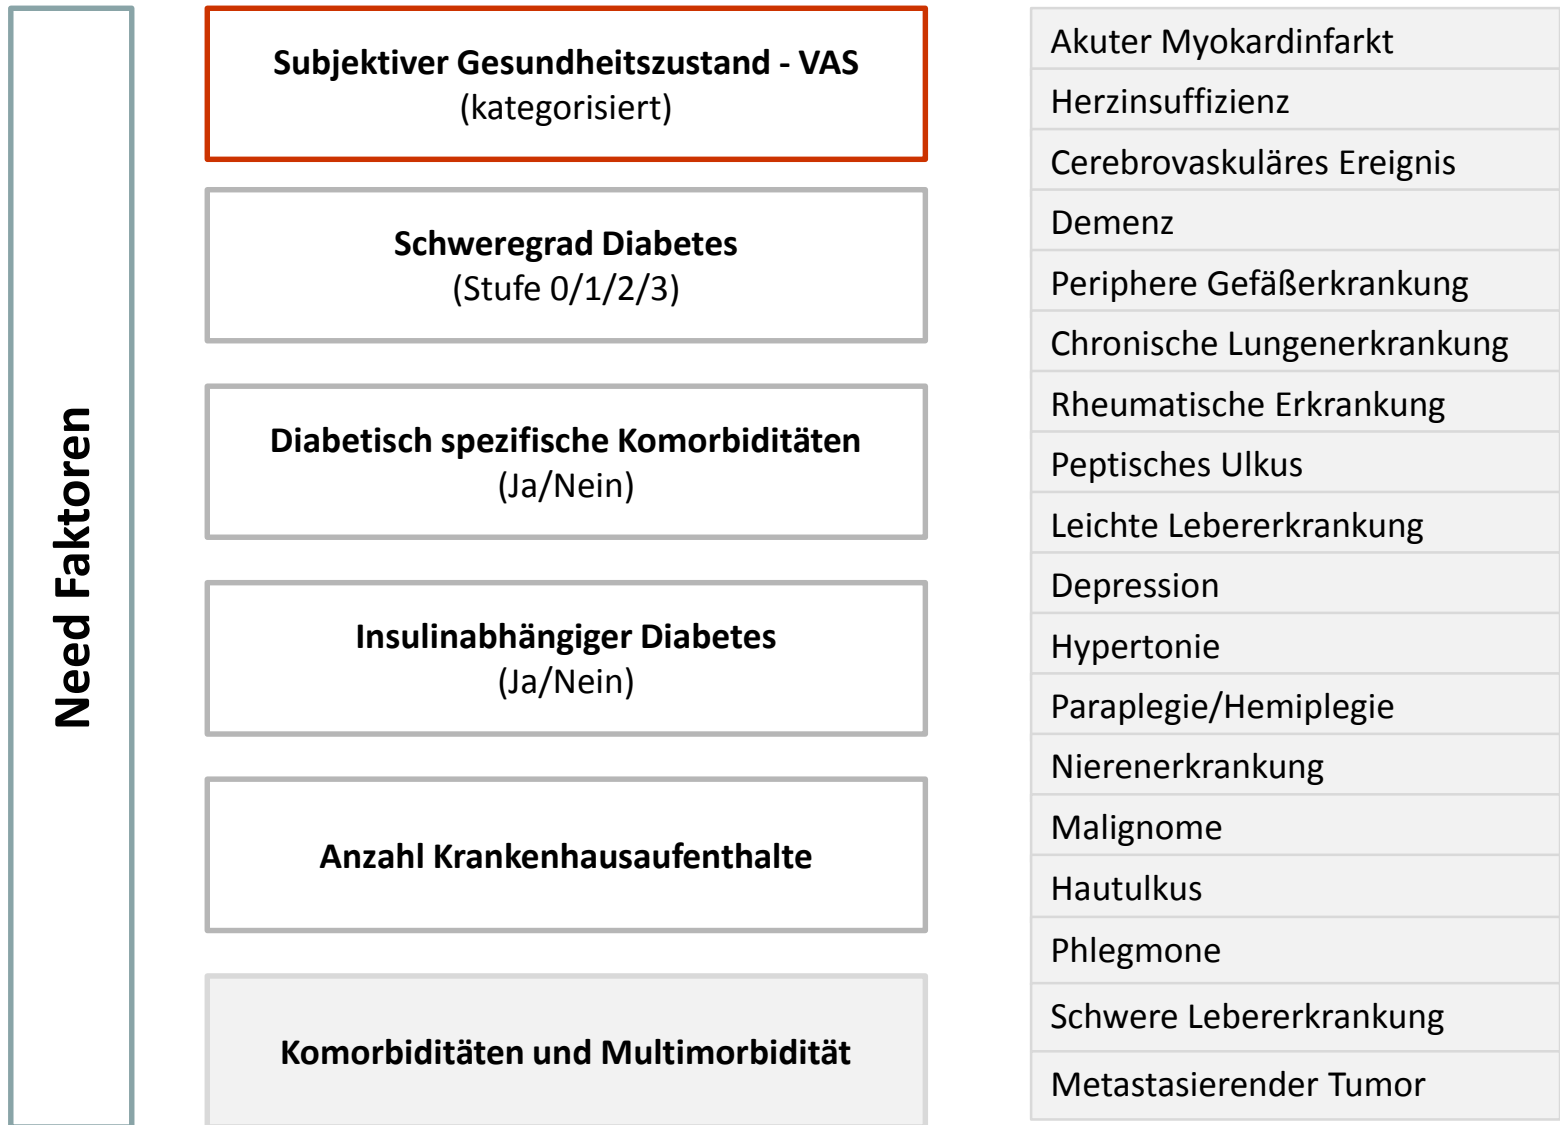 Need Faktoren
Subjektiver Gesundheitszustand - VAS
(kategorisiert)
Schweregrad Diabetes
(Stufe 0/1/2/3)
Diabetisch spezifische Komorbiditäten
(Ja/Nein)
Insulinabhängiger Diabetes
(Ja/Nein)
Anzahl Krankenhausaufenthalte
Komorbiditäten und Multimorbidität
Akuter Myokardinfarkt
Herzinsuffizienz
Cerebrovaskuläres Ereignis
Demenz
Periphere Gefäßerkrankung
Chronische Lungenerkrankung
Rheumatische Erkrankung
Peptisches Ulkus
Leichte Lebererkrankung
Depression
Hypertonie
Paraplegie/Hemiplegie
Nierenerkrankung
Malignome
Hautulkus
Phlegmone
Schwere Lebererkrankung
Metastasierender Tumor